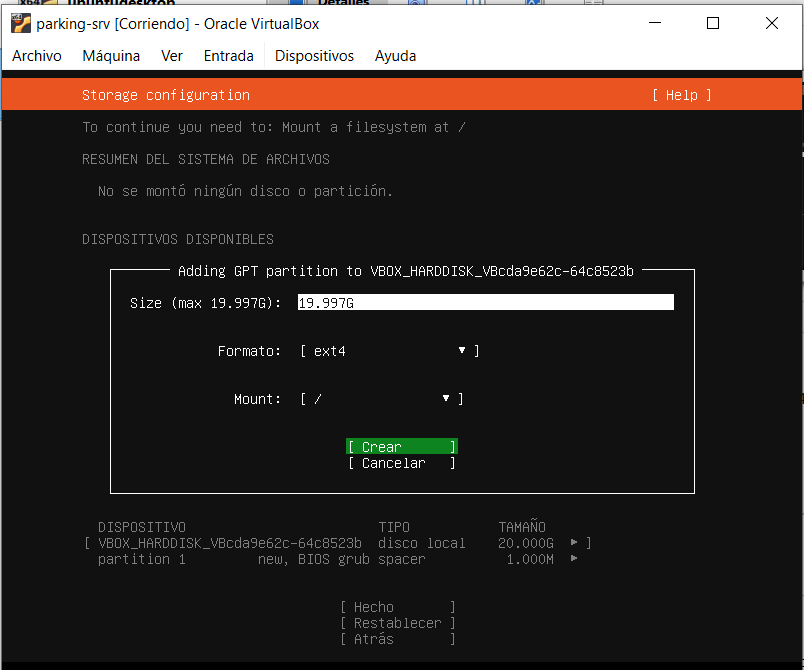 parking-srv [Corriendo] - Oracle VirtualBox
Archivo Máquina Ver Entrada Dispositivos Ayuda
Storage configuration [ Help ]
To continue you need to: Mount a filesystem at /
RESUMEN DEL SISTEMA DE ARCHIVOS
No se montó ningún disco o partición.
DISPOSITIVOS DISPONIBLES
Adding GPT partition to VBOX_HARDDISK_VBcda9e62c-64c8523b
Size (max 19.997G): 19.997G
Formato: [ ext4 ▼ ]
Mount: [ / ▼ ]
[ Crear ]
[ Cancelar ]
DISPOSITIVO TIPO TAMAÑO
[ VBOX_HARDDISK_VBcda9e62c-64c8523b disco local 20.000G ► ]
partition 1 new, BIOS grub spacer 1.000M ►
[ Hecho ]
[ Restablecer ]
[ Atrás ]